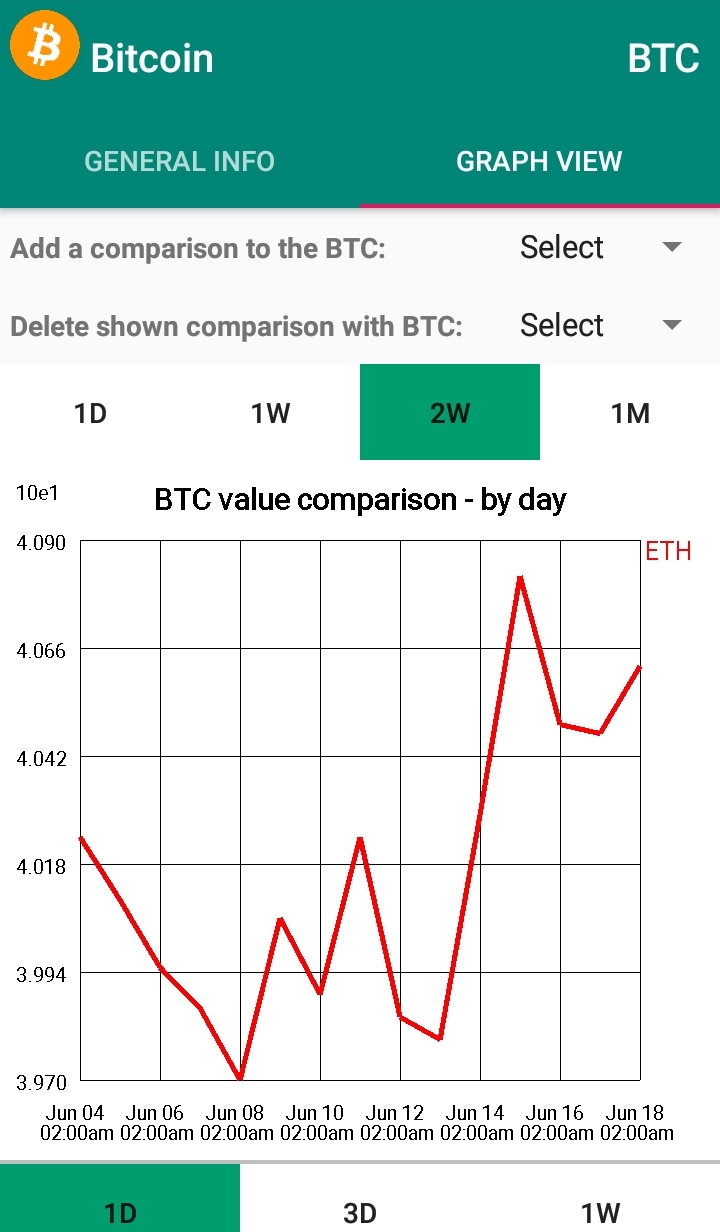 Bitcoin BTC
GENERAL INFO GRAPH VIEW
Add a comparison to the BTC: Select
Delete shown comparison with BTC: Select
1D 1W 2W 1M
10e1 BTC value comparison - by day
4.090 ETH
4.066
4.042
4.018
3.994
3.970
Jun 04 Jun 06 Jun 08 Jun 10 Jun 12 Jun 14 Jun 16 Jun 18
02:00am 02:00am 02:00am 02:00am 02:00am 02:00am 02:00am 02:00am
1D 3D 1W